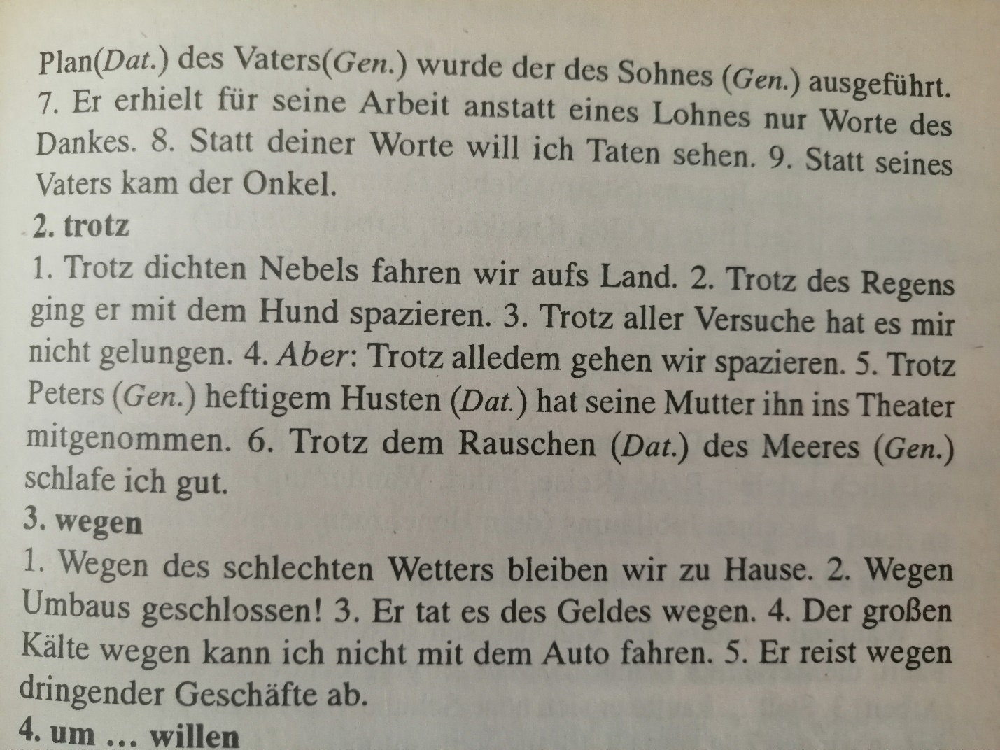 Plan(Dat.) des Vaters(Gen.) wurde der des Sohnes (Gen.) ausgeführt.
7. Er erhielt für seine Arbeit anstatt eines Lohnes nur Worte des
Dankes. 8. Statt deiner Worte will ich Taten sehen. 9. Statt seines
Vaters kam der Onkel.
2. trotz
1. Trotz dichten Nebels fahren wir aufs Land. 2. Trotz des Regens
ging er mit dem Hund spazieren. 3. Trotz aller Versuche hat es mir
nicht gelungen. 4. Aber: Trotz alledem gehen wir spazieren. 5. Trotz
Peters (Gen.) heftigem Husten (Dat.) hat seine Mutter ihn ins Theater
mitgenommen. 6. Trotz dem Rauschen (Dat.) des Meeres (Gen.)
schlafe ich gut.
3. wegen
1. Wegen des schlechten Wetters bleiben wir zu Hause. 2. Wegen
Umbaus geschlossen! 3. Er tat es des Geldes wegen. 4. Der großen
Kälte wegen kann ich nicht mit dem Auto fahren. 5. Er reist wegen
dringender Geschäfte ab.
4. um ... willen